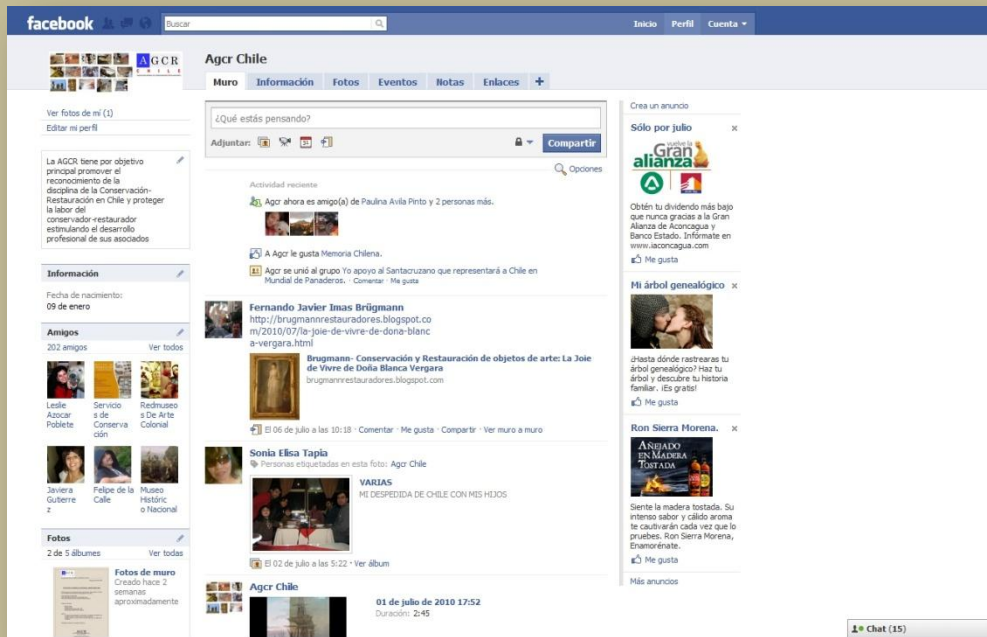 facebook
Buscar
Inicio Perfil Cuenta
AGCR
CHILE
Agcr Chile
Muro Información Fotos Eventos Notas Enlaces +
Ver fotos de mí (1)
Editar mi perfil
La AGCR tiene por objetivo
principal promover el
reconocimiento de la
disciplina de la Conservación-
Restauración en Chile y proteger
la labor del
conservador-restaurador
estimulando el desarrollo
profesional de sus asociados
Información
Fecha de nacimiento:
09 de enero
Amigos
202 amigos Ver todos
Leslie
Azocar
Poblete
Servicio
s de
Conserva
ción
Redmuseo
s De Arte
Colonial
Javiera
Gutierre
z
Felipe de la
Calle
Museo
Históric
o Nacional
Fotos
2 de 5 álbumes Ver todas
Fotos de muro
Creado hace 2
semanas
aproximadamente
¿Qué estás pensando?
Adjuntar: 31 Compartir
Opciones
Actividad reciente
Agcr ahora es amigo(a) de Paulina Avila Pinto y 2 personas más.
A Agcr le gusta Memoria Chilena.
Agcr se unió al grupo Yo apoyo al Santacruzano que representará a Chile en
Mundial de Panaderos. · Comentar · Me gusta
Fernando Javier Imas Brügmann
http://brugmannrestauradores.blogspot.co
m/2010/07/la-joie-de-vivre-de-dona-blanc
a-vergara.html
Brugmann- Conservación y Restauración de objetos de arte: La Joie
de Vivre de Doña Blanca Vergara
brugmannrestauradores.blogspot.com
El 06 de julio a las 10:18 · Comentar · Me gusta · Compartir · Ver muro a muro
Sonia Elisa Tapia
Personas etiquetadas en esta foto: Agcr Chile
VARIAS
MI DESPEDIDA DE CHILE CON MIS HIJOS
El 02 de julio a las 5:22 · Ver álbum
Agcr Chile
01 de julio de 2010 17:52
Duración: 2:45
Crea un anuncio
Sólo por julio x
vuelve la
Gran
alianza
Obtén tu dividendo más bajo
que nunca gracias a la Gran
Alianza de Aconcagua y
Banco Estado. Infórmate en
www.iaconcagua.com
Me gusta
Mi árbol genealógico x
¿Hasta dónde rastrearas tu
árbol genealógico? Haz tu
árbol y descubre tu historia
familiar. ¡Es gratis!
Me gusta
Ron Sierra Morena. x
AÑEJADO
EN MADERA
TOSTADA
Siente la madera tostada. Su
intenso sabor y cálido aroma
te cautivarán cada vez que lo
pruebes. Ron Sierra Morena,
Enamorénate.
Me gusta
Más anuncios
Chat (15)